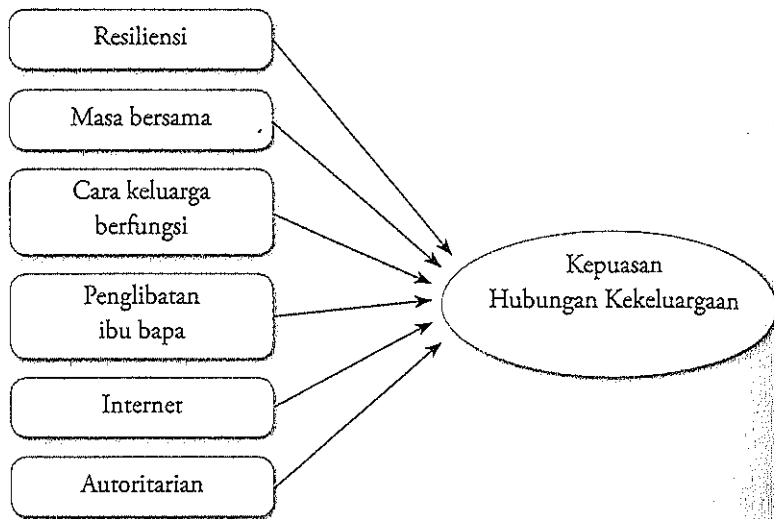 Resiliensi
Masa bersama
Cara keluarga
berfungsi
Penglibatan
ibu bapa
Internet
Autoritarian
Kepuasan
Hubungan Kekeluargaan